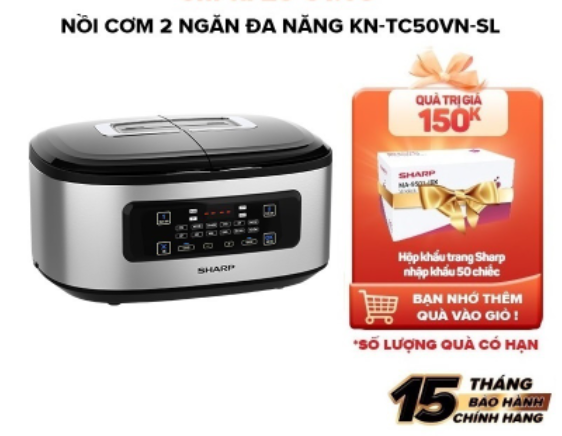 NỒI CƠM 2 NGĂN ĐA NĂNG KN-TC50VN-SL
QUÀ TRỊ GIÁ
150K
SHARP
Hộp khẩu trang Sharp
nhập khẩu 50 chiếc
BẠN NHỚ THÊM
QUÀ VÀO GIỎ !
*SỐ LƯỢNG QUÀ CÓ HẠN
SHARP
15 THÁNG
BẢO HÀNH
CHÍNH HÃNG